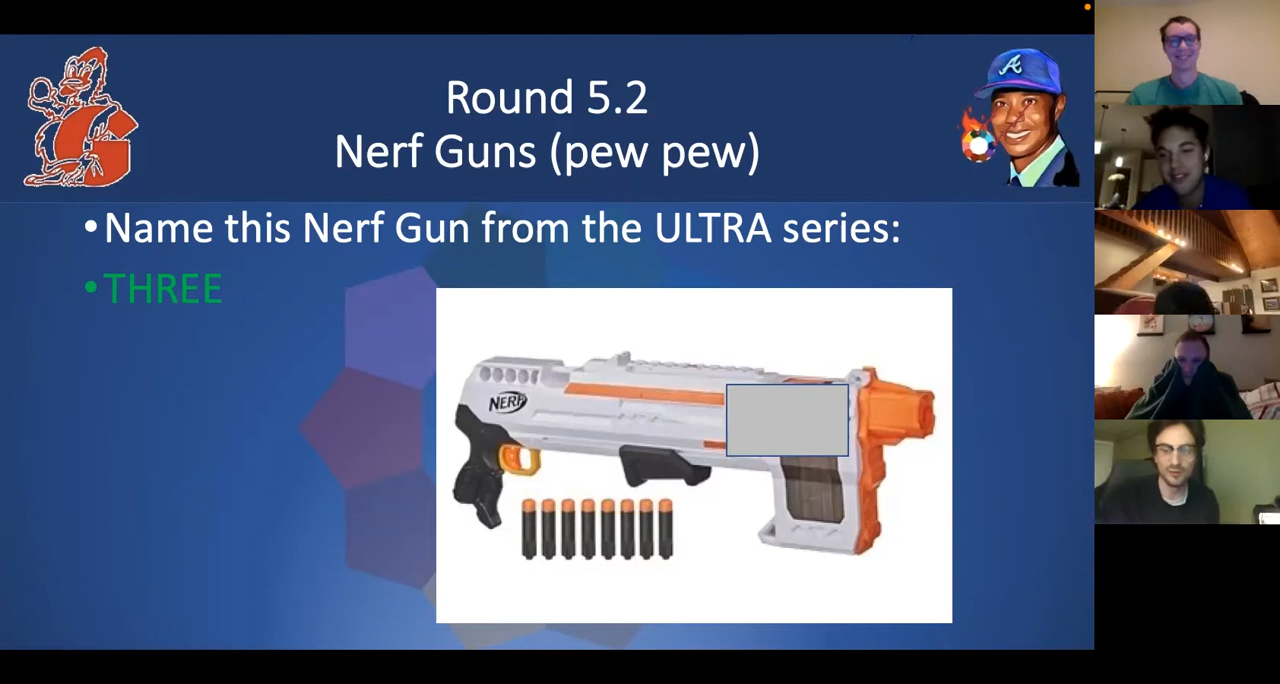 Round 5.2
Nerf Guns (pew pew)
A
G
•Name this Nerf Gun from the ULTRA series:
•THREE
NERF